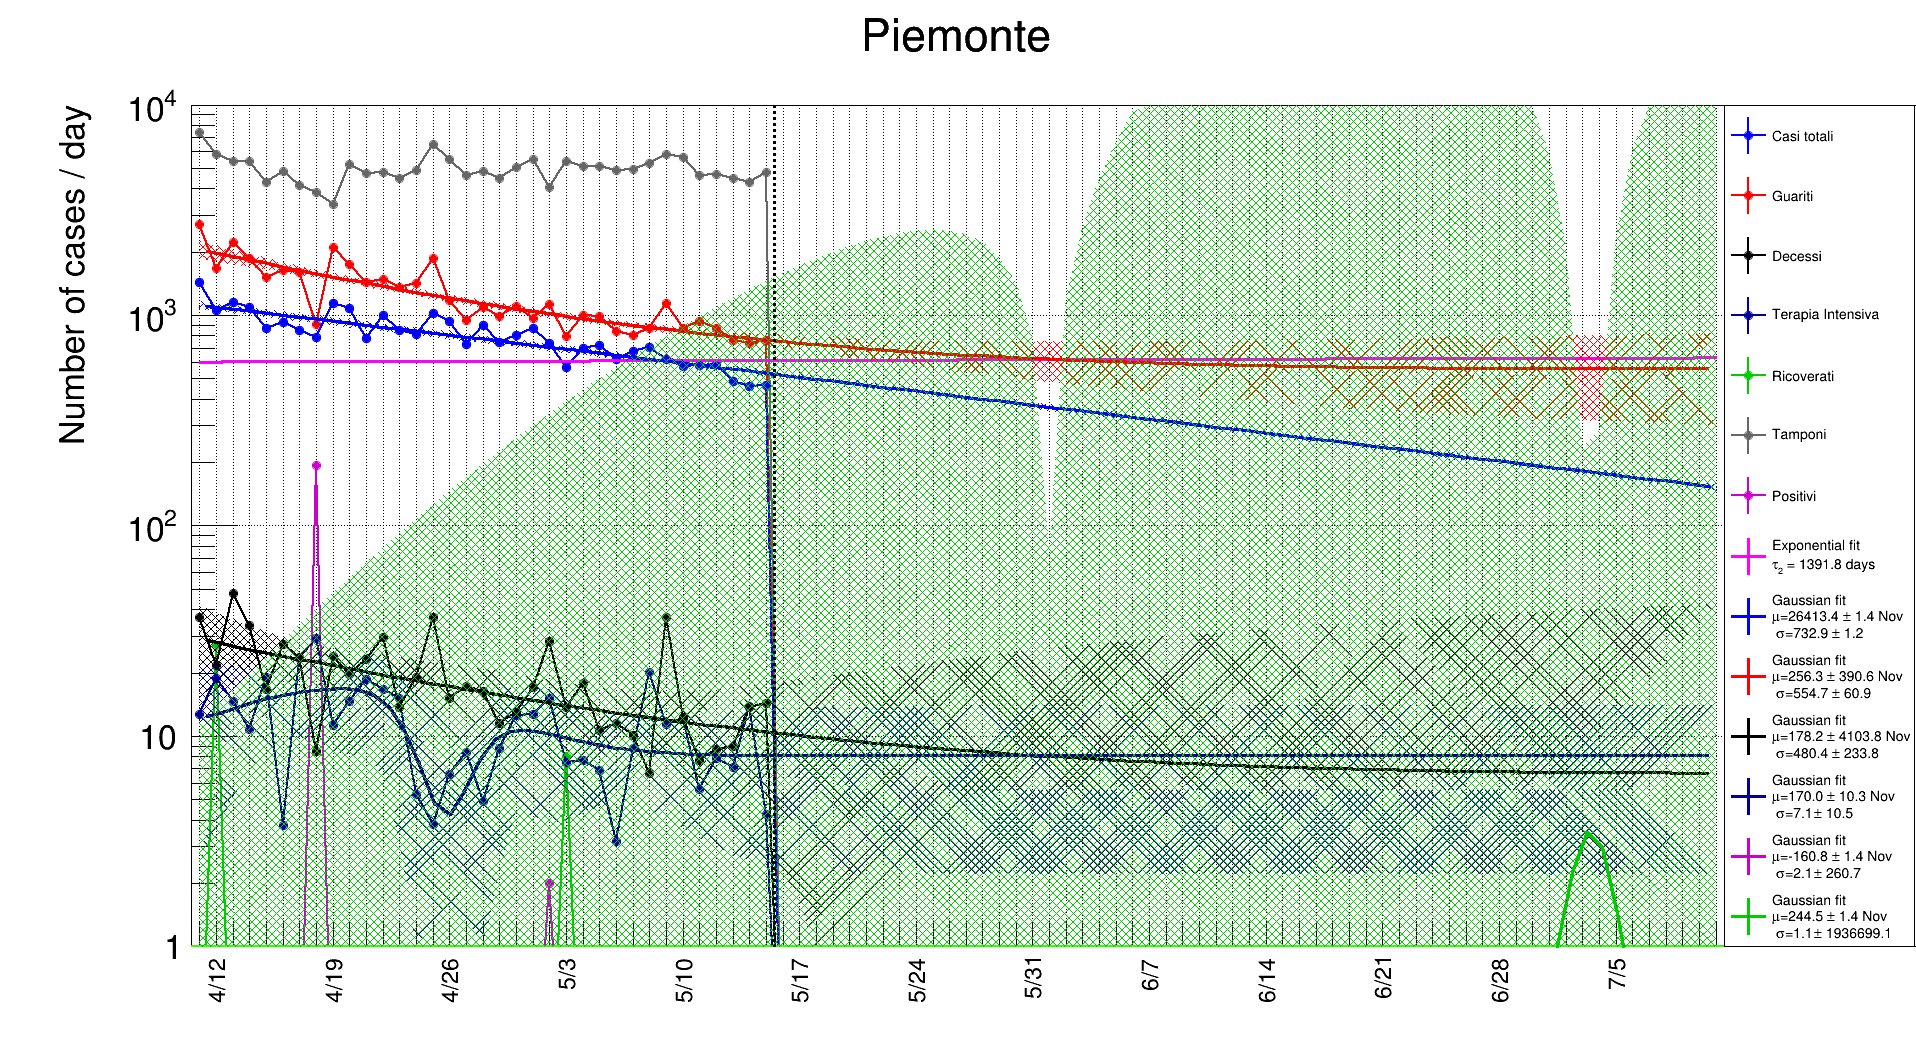 Piemonte
Number of cases / day
10⁴
10³
10²
10
1
4/12
4/19
4/26
5/3
5/10
5/17
5/24
5/31
6/7
6/14
6/21
6/28
7/5
Casi totali
Guariti
Decessi
Terapia Intensiva
Ricoverati
Tamponi
Positivi
Exponential fit
τ₂ = 1391.8 days
Gaussian fit
μ=26413.4 ± 1.4 Nov
σ=732.9 ± 1.2
Gaussian fit
μ=256.3 ± 390.6 Nov
σ=554.7 ± 60.9
Gaussian fit
μ=178.2 ± 4103.8 Nov
σ=480.4 ± 233.8
Gaussian fit
μ=170.0 ± 10.3 Nov
σ=7.1 ± 10.5
Gaussian fit
μ=-160.8 ± 1.4 Nov
σ=2.1 ± 260.7
Gaussian fit
μ=244.5 ± 1.4 Nov
σ=1.1 ± 1936699.1